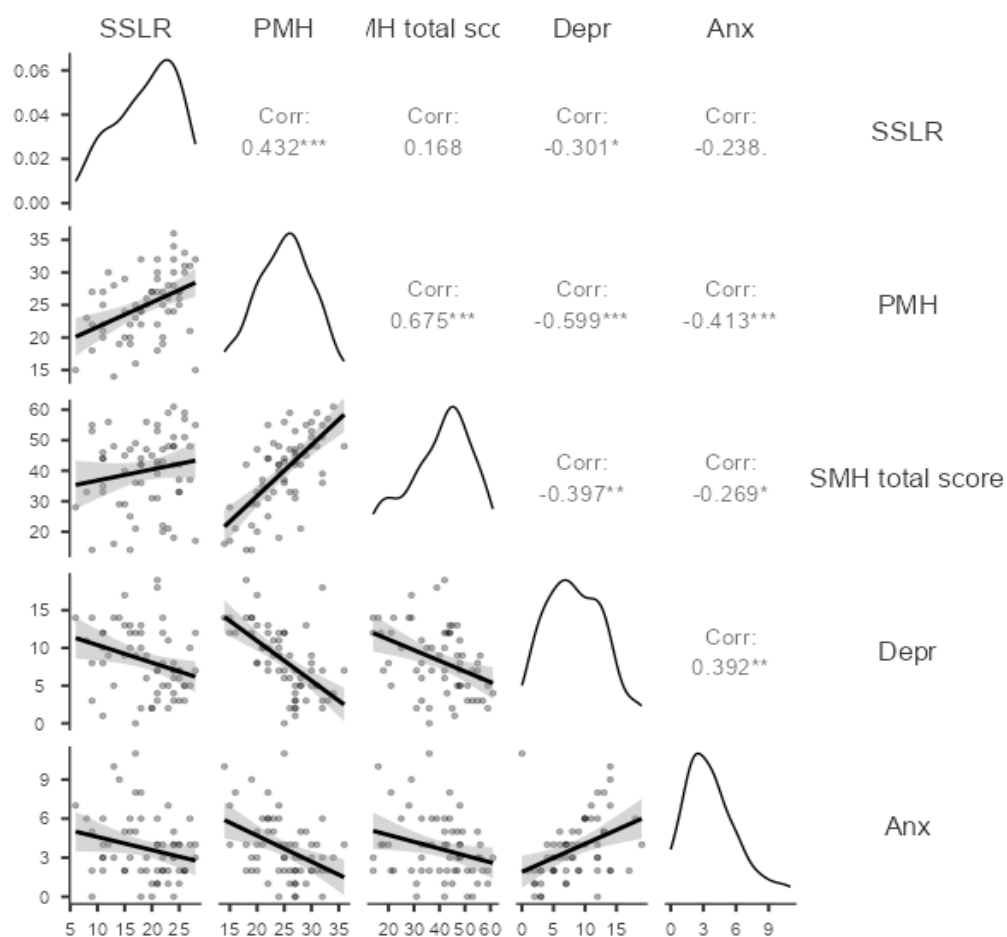 SSLR PMH MH total sco Depr Anx
0.06
0.04
0.02
0.00
Corr:
0.432***
Corr:
0.168
Corr:
-0.301*
Corr:
-0.238.
SSLR
35
30
25
20
15
Corr:
0.675***
Corr:
-0.599***
Corr:
-0.413***
PMH
60
50
40
30
20
Corr:
-0.397**
Corr:
-0.269*
SMH total score
15
10
5
0
Corr:
0.392**
Depr
9
6
3
0
Anx
5 10 15 20 25 15 20 25 30 35 20 30 40 50 60 0 5 10 15 0 3 6 9